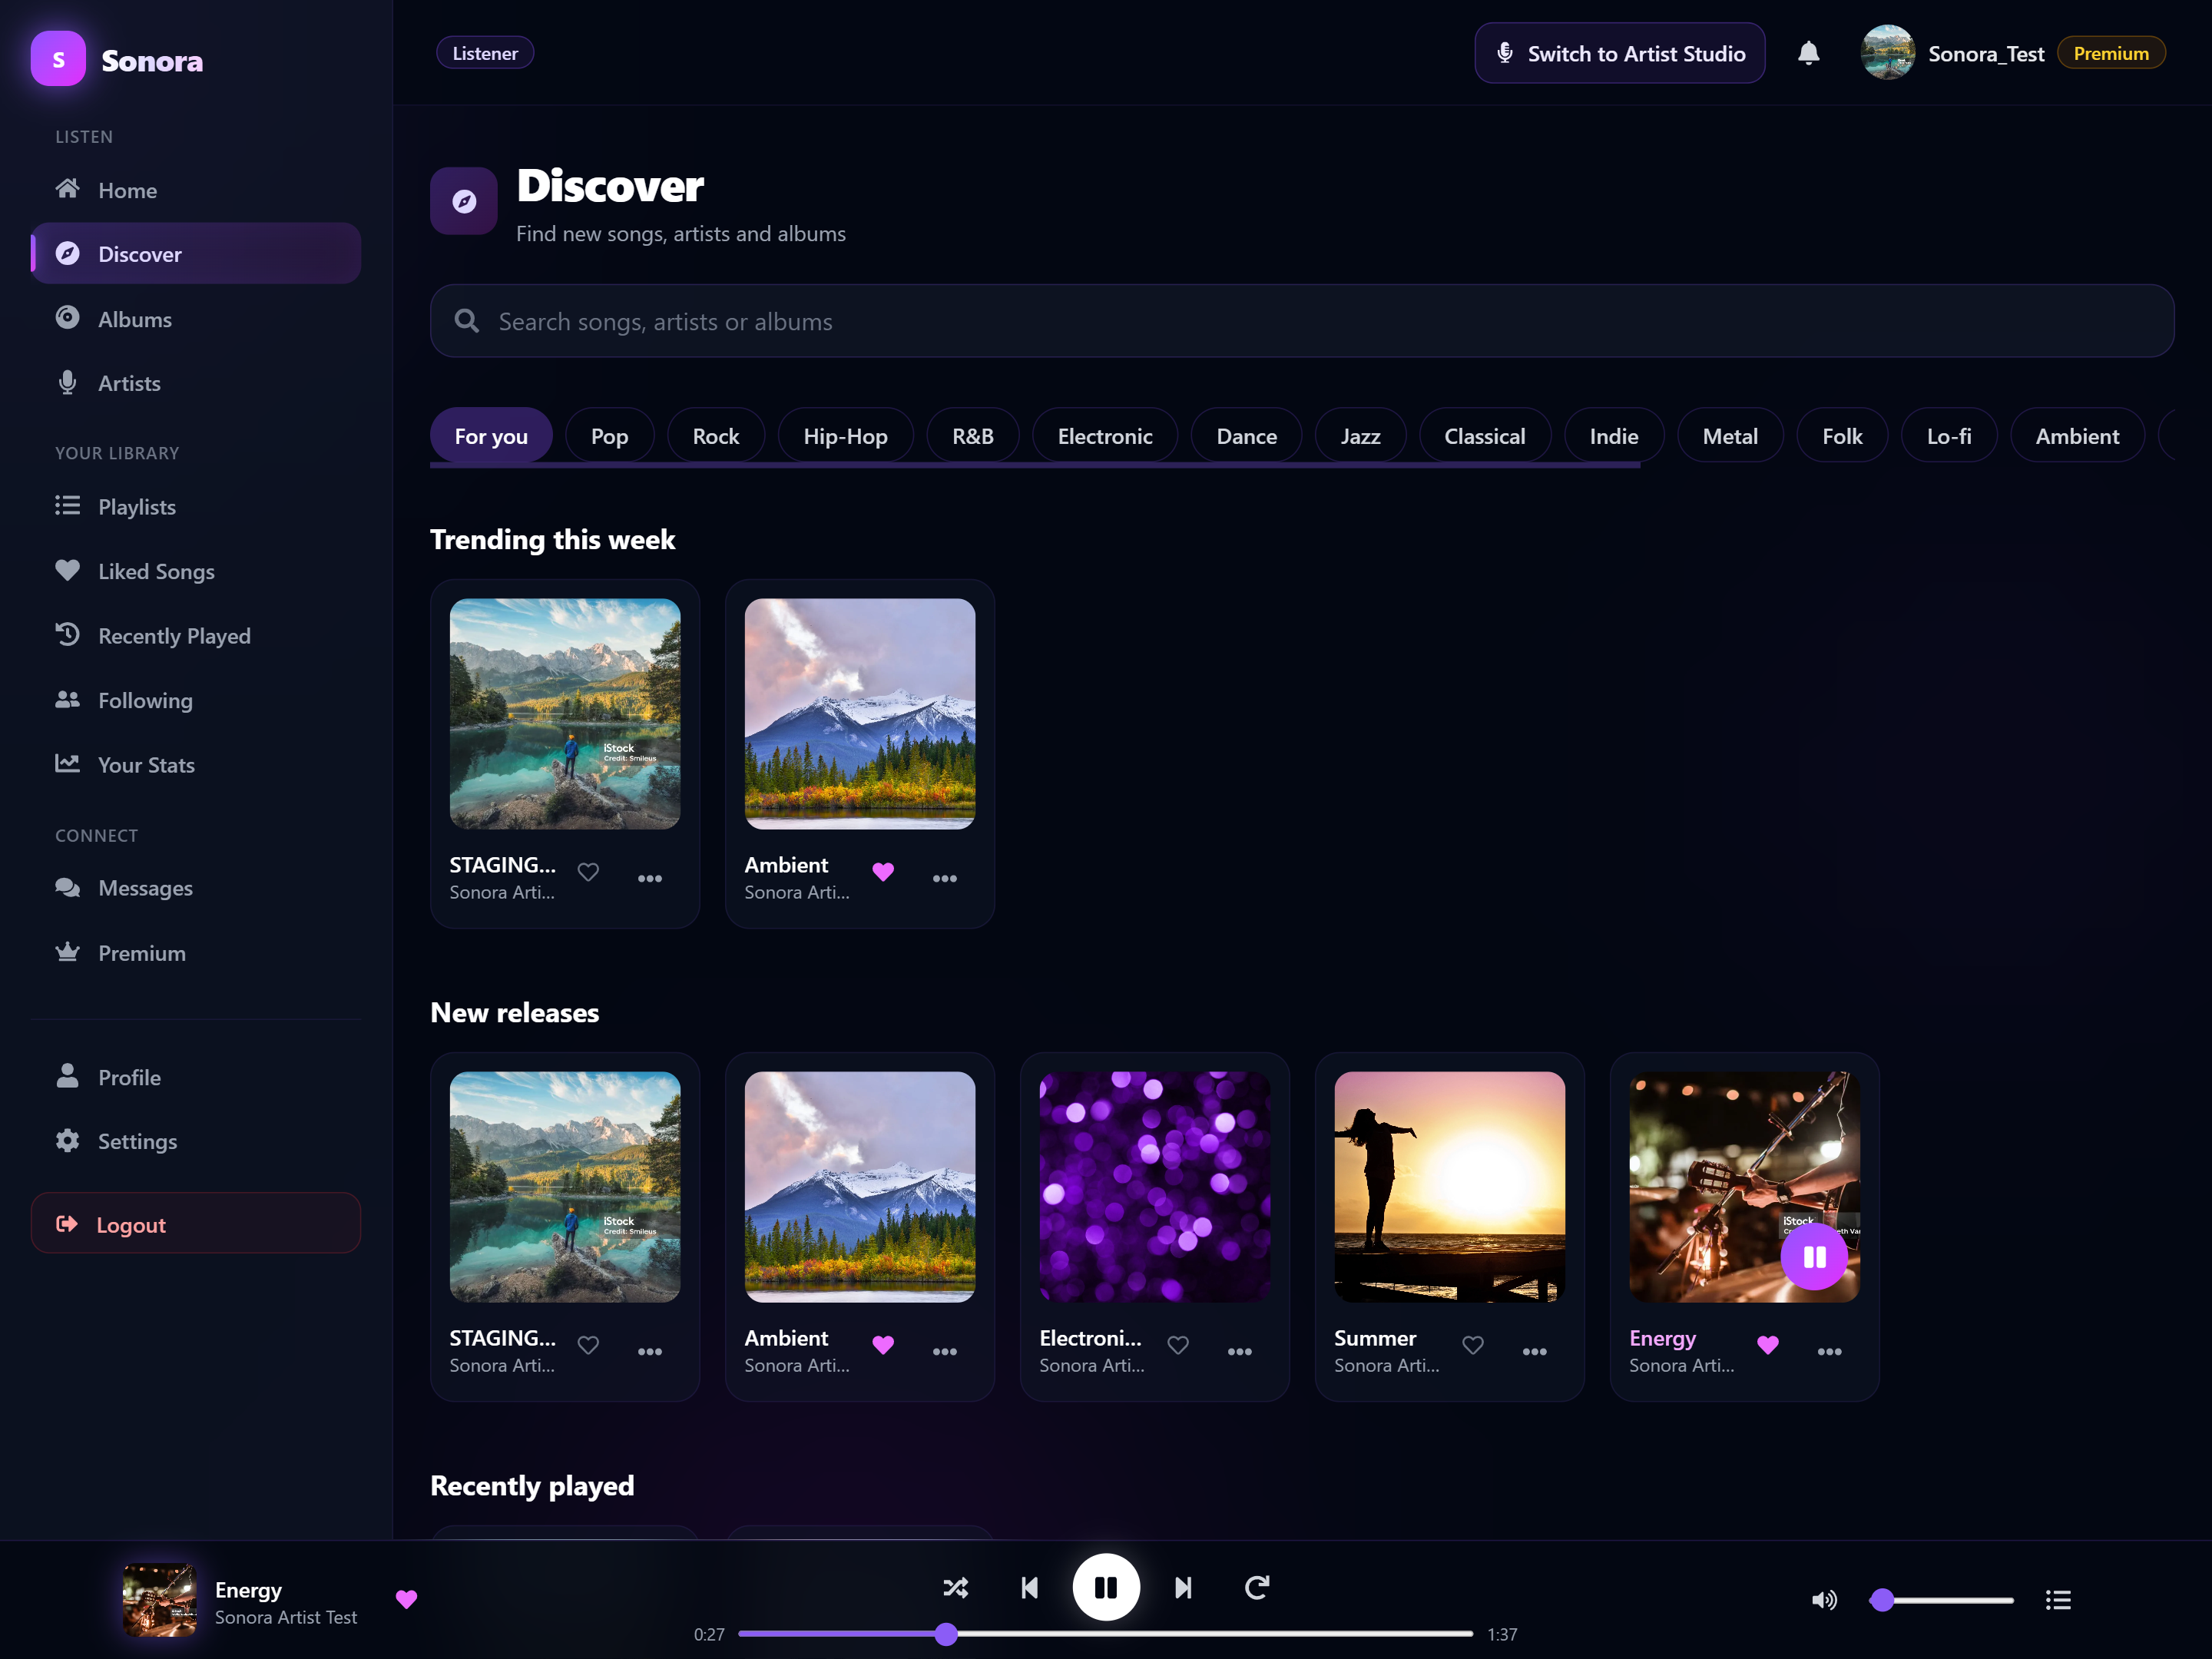 S
Sonora
LISTEN
Home
Discover
Albums
Artists
YOUR LIBRARY
Playlists
Liked Songs
Recently Played
Following
Your Stats
CONNECT
Messages
Premium
Profile
Settings
Logout
Listener
Switch to Artist Studio
Sonora_Test
Premium
Discover
Find new songs, artists and albums
Search songs, artists or albums
For you
Pop
Rock
Hip-Hop
R&B
Electronic
Dance
Jazz
Classical
Indie
Metal
Folk
Lo-fi
Ambient
Trending this week
iStock
Credit: Smileus
STAGING...
Sonora Arti...
Ambient
Sonora Arti...
New releases
iStock
Credit: Smileus
iStock
STAGING...
Sonora Arti...
Ambient
Sonora Arti...
Electroni...
Sonora Arti...
Summer
Sonora Arti...
Energy
Sonora Arti...
Recently played
Energy
Sonora Artist Test
0:27
1:37